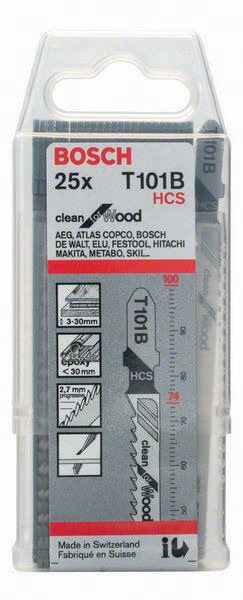 BOSCH
25x T101B
HCS
clean for Wood
AEG, ATLAS COPCO, BOSCH
DE WALT, ELU, FESTOOL, HITACHI
MAKITA, METABO, SKIL...
3-30mm
epoxy
< 30 mm
2,7 mm
progressive
100
90
80
74
70
60
50
T101B
HCS
clean for Wood
T101B
Made in Switzerland
Fabriqué en Suisse